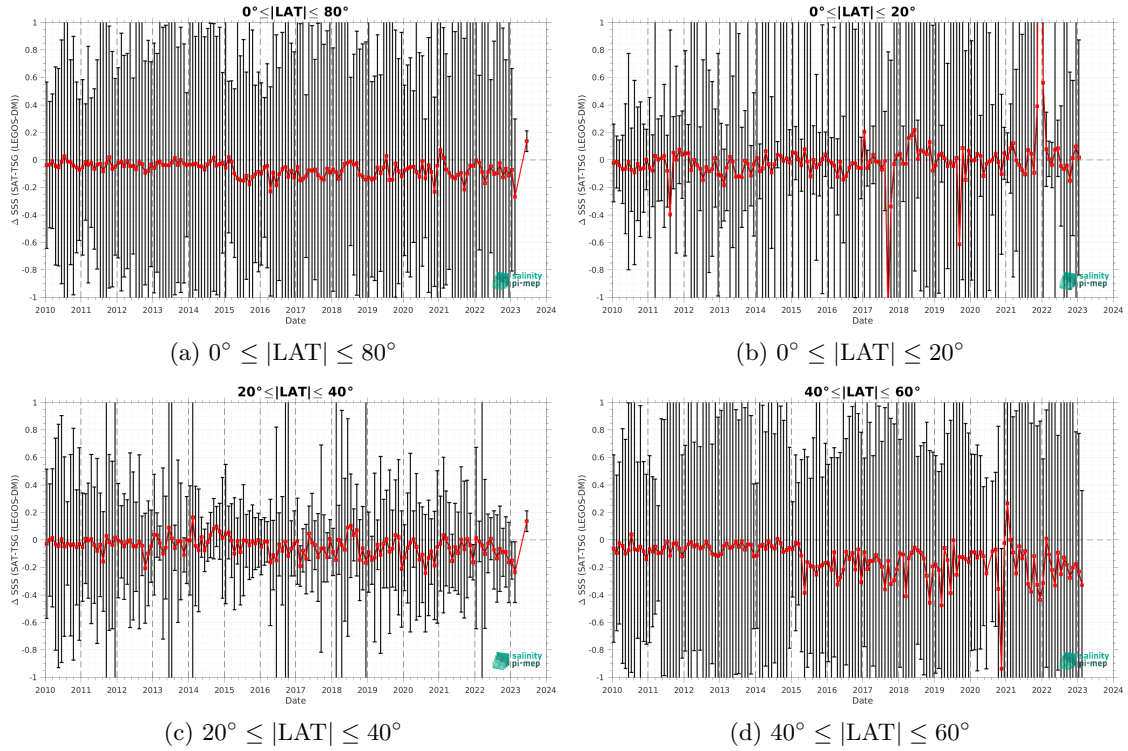 0°≤|LAT|≤ 80°
Δ SSS (SAT-TSG (LEGOS-DM))
1
0.8
0.6
0.4
0.2
0
-0.2
-0.4
-0.6
-0.8
-1
2010 2011 2012 2013 2014 2015 2016 2017 2018 2019 2020 2021 2022 2023 2024
Date
salinity
pi-mep
(a) 0° ≤ |LAT| ≤ 80°
0°≤|LAT|≤ 20°
Δ SSS (SAT-TSG (LEGOS-DM))
1
0.8
0.6
0.4
0.2
0
-0.2
-0.4
-0.6
-0.8
-1
2010 2011 2012 2013 2014 2015 2016 2017 2018 2019 2020 2021 2022 2023 2024
Date
salinity
pi-mep
(b) 0° ≤ |LAT| ≤ 20°
20°≤|LAT|≤ 40°
Δ SSS (SAT-TSG (LEGOS-DM))
1
0.8
0.6
0.4
0.2
0
-0.2
-0.4
-0.6
-0.8
-1
2010 2011 2012 2013 2014 2015 2016 2017 2018 2019 2020 2021 2022 2023 2024
Date
salinity
pi-mep
(c) 20° ≤ |LAT| ≤ 40°
40°≤|LAT|≤ 60°
Δ SSS (SAT-TSG (LEGOS-DM))
1
0.8
0.6
0.4
0.2
0
-0.2
-0.4
-0.6
-0.8
-1
2010 2011 2012 2013 2014 2015 2016 2017 2018 2019 2020 2021 2022 2023 2024
Date
salinity
pi-mep
(d) 40° ≤ |LAT| ≤ 60°